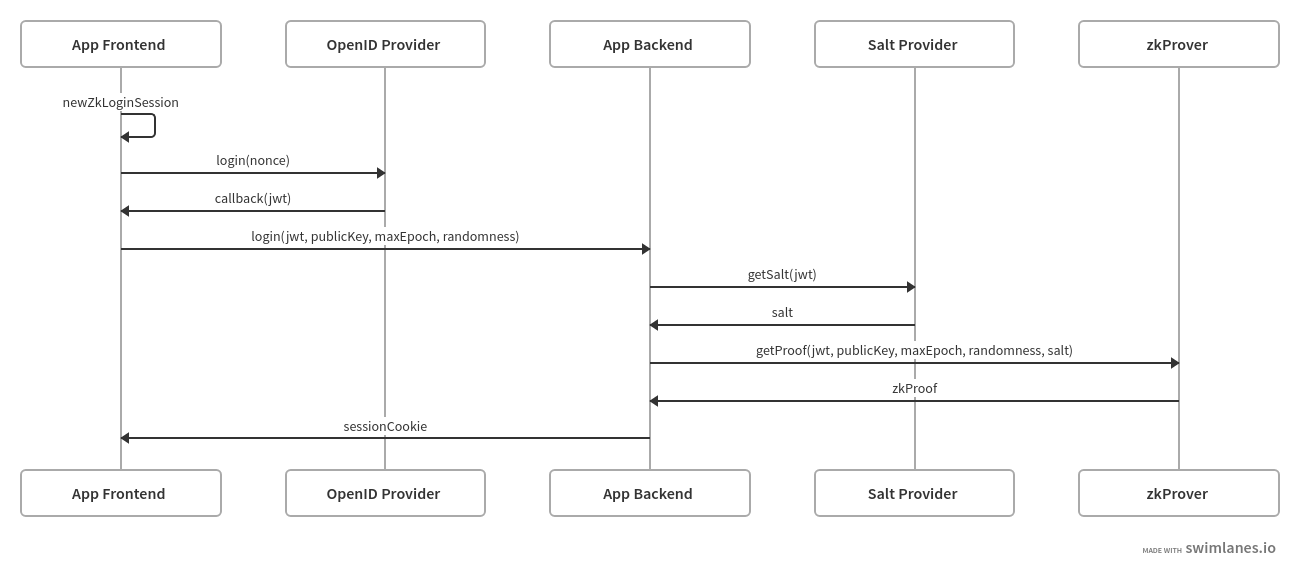 App Frontend
OpenID Provider
App Backend
Salt Provider
zkProver
newZkLoginSession
login(nonce)
callback(jwt)
login(jwt, publicKey, maxEpoch, randomness)
getSalt(jwt)
salt
getProof(jwt, publicKey, maxEpoch, randomness, salt)
zkProof
sessionCookie
App Frontend
OpenID Provider
App Backend
Salt Provider
zkProver
MADE WITH swimlanes.io